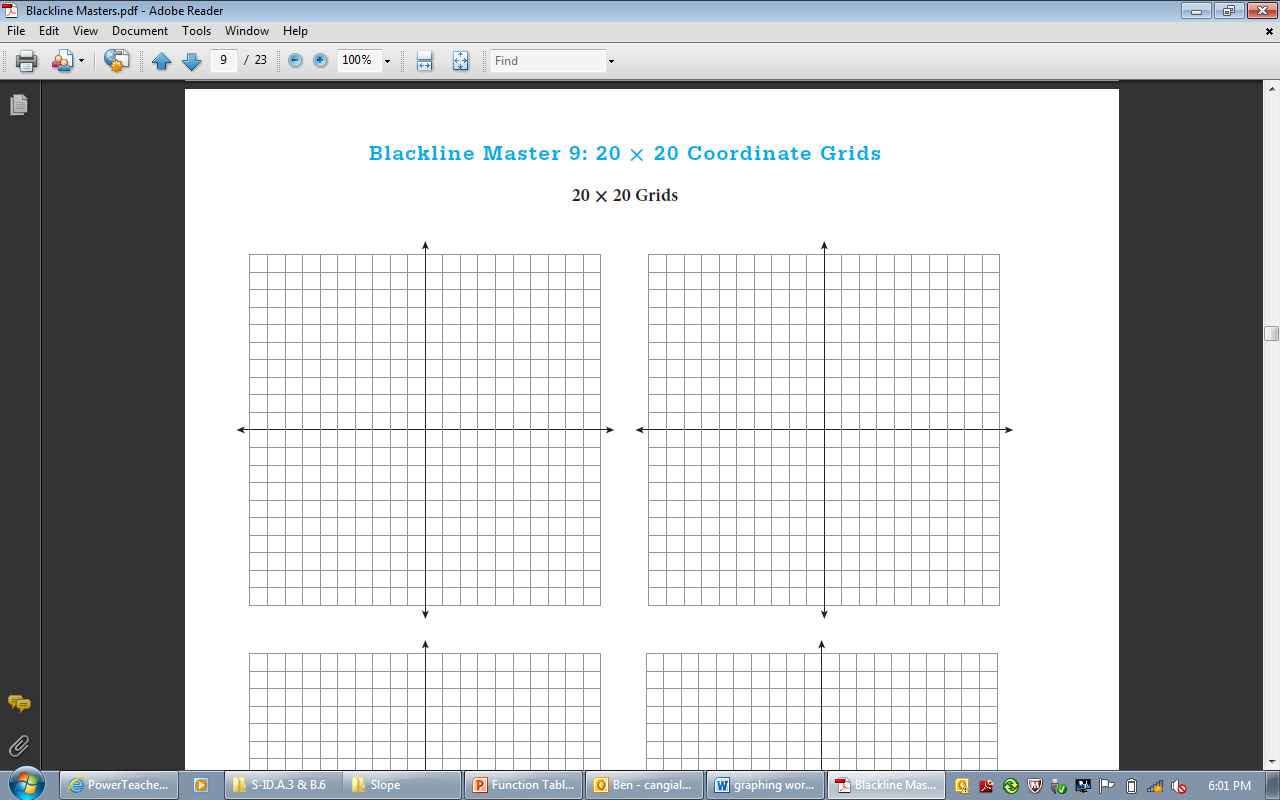 Blackline Masters.pdf - Adobe Reader
File Edit View Document Tools Window Help
9 / 23 100% Find
Blackline Master 9: 20 × 20 Coordinate Grids
20 × 20 Grids
PowerTeache... S-ID.A.3 & B.6 Slope Function Tabl... Ben - cangial... graphing wor... Blackline Mas... 6:01 PM